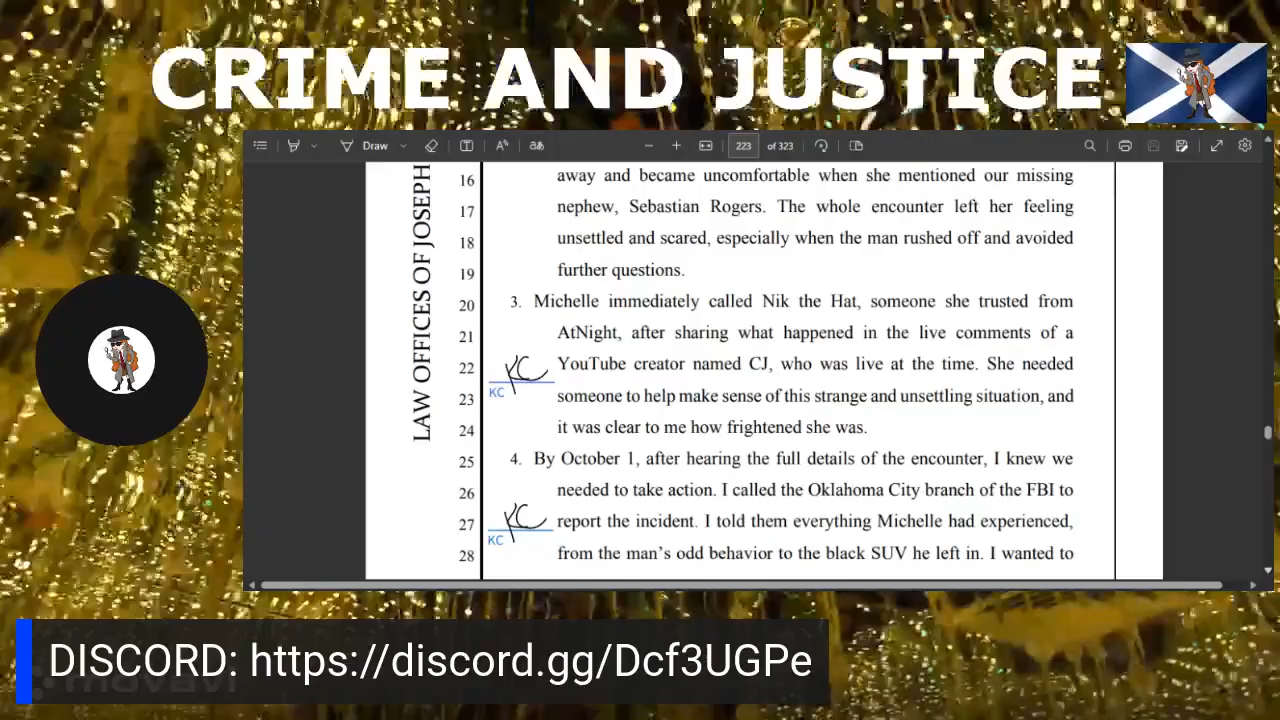 CRIME AND JUSTICE
Draw
223 of 323
LAW OFFICES OF JOSEPH
16 away and became uncomfortable when she mentioned our missing
17 nephew, Sebastian Rogers. The whole encounter left her feeling
18 unsettled and scared, especially when the man rushed off and avoided
19 further questions.
20 3. Michelle immediately called Nik the Hat, someone she trusted from
21 AtNight, after sharing what happened in the live comments of a
22 KC YouTube creator named CJ, who was live at the time. She needed
23 KC someone to help make sense of this strange and unsettling situation, and
24 it was clear to me how frightened she was.
25 4. By October 1, after hearing the full details of the encounter, I knew we
26 needed to take action. I called the Oklahoma City branch of the FBI to
27 KC report the incident. I told them everything Michelle had experienced,
KC
28 from the man's odd behavior to the black SUV he left in. I wanted to
DISCORD: https://discord.gg/Dcf3UGPe